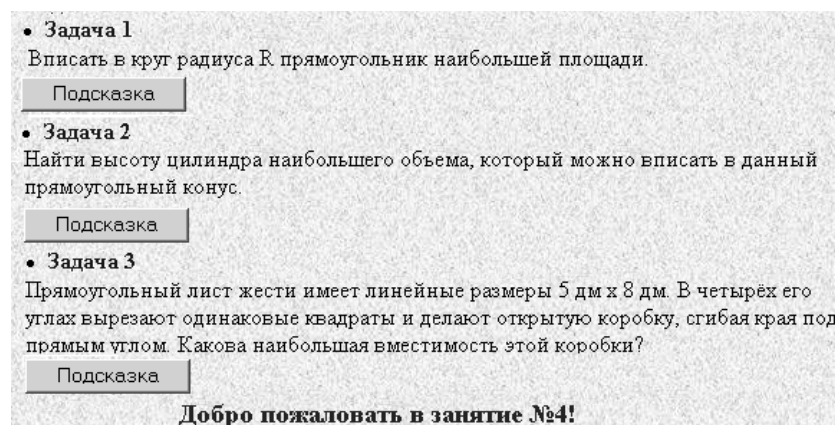 • Задача 1
Вписать в круг радиуса R прямоугольник наибольшей площади.
Подсказка
• Задача 2
Найти высоту цилиндра наибольшего объема, который можно вписать в данный
прямоугольный конус.
Подсказка
• Задача 3
Прямоугольный лист жести имеет линейные размеры 5 дм х 8 дм. В четырёх его
углах вырезают одинаковые квадраты и делают открытую коробку, сгибая края под
прямым углом. Какова наибольшая вместимость этой коробки?
Подсказка
Добро пожаловать в занятие №4!